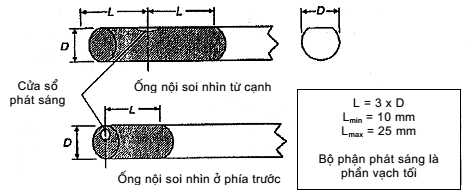 L
L
D
D
Cửa sổ
phát sáng
Ống nội soi nhìn từ cạnh
L
D
Ống nội soi nhìn ở phía trước
L = 3 x D
Lmin = 10 mm
Lmax = 25 mm
Bộ phận phát sáng là
phần vạch tối